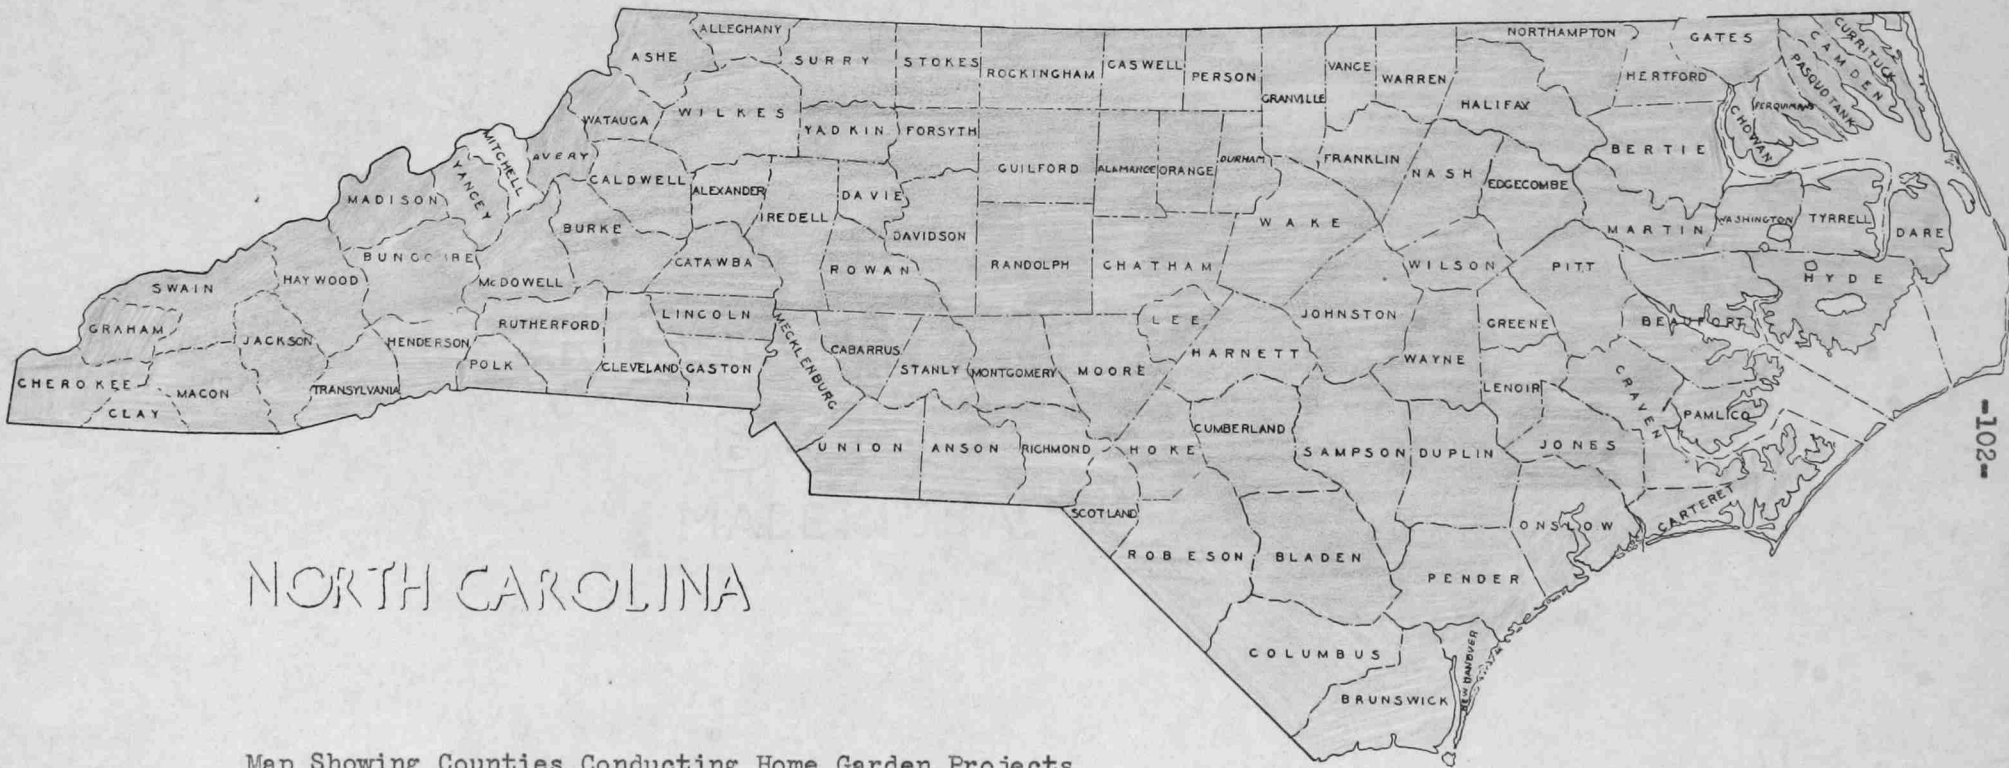 ALLEGHANY
NORTHAMPTON
GATES
CURRITUCK
CAMDEN
ASHE
SURRY
STOKES
ROCKINGHAM
CASWELL
PERSON
VANCE
WARREN
HERTFORD
PASQUOTANK
GRANVILLE
HALIFAX
PERQUIMANS
CHOWAN
WATAUGA
WILKES
YADKIN
FORSYTH
MITCHELL
AVERY
YANCEY
CALDWELL
ALEXANDER
IREDELL
DAVIE
GUILFORD
ALAMANCE
ORANGE
DURHAM
FRANKLIN
NASH
EDGECOMBE
BERTIE
MADISON
BURKE
DAVIDSON
WAKE
MARTIN
WASHINGTON
TYRRELL
DARE
BUNCOMBE
HAYWOOD
McDOWELL
CATAWBA
ROWAN
RANDOLPH
CHATHAM
WILSON
PITT
HYDE
SWAIN
GRAHAM
JACKSON
HENDERSON
RUTHERFORD
LINCOLN
MECKLENBURG
LEE
JOHNSTON
GREENE
BEAUFORT
CHEROKEE
MACON
CLAY
TRANSYLVANIA
POLK
CLEVELAND
GASTON
CABARRUS
STANLY
MONTGOMERY
MOORE
HARNETT
WAYNE
LENOIR
CRAVEN
PAMLICO
UNION
ANSON
RICHMOND
HOKE
CUMBERLAND
SAMPSON
DUPLIN
JONES
CARTERET
SCOTLAND
ROBESON
BLADEN
ONSLOW
PENDER
COLUMBUS
NEW HANOVER
BRUNSWICK
-102-
NORTH CAROLINA
Map Showing Counties Conducting Home Garden Projects